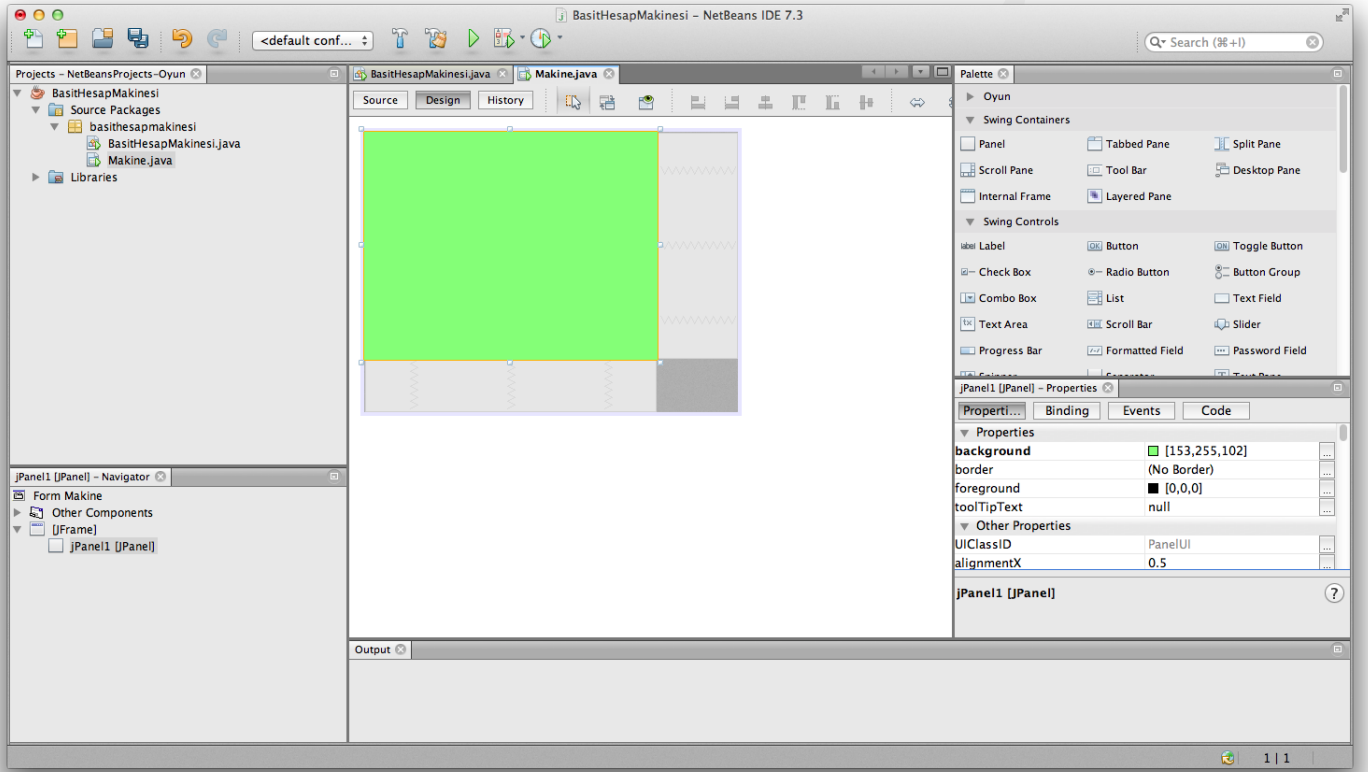 BasitHesapMakinesi – NetBeans IDE 7.3
<default conf...
Search (⌘+I)
Projects – NetBeansProjects-Oyun
BasitHesapMakinesi
Source Packages
basithesapmakinesi
BasitHesapMakinesi.java
Makine.java
Libraries
BasitHesapMakinesi.java
Makine.java
Source
Design
History
Palette
Oyun
Swing Containers
Panel
Tabbed Pane
Split Pane
Scroll Pane
Tool Bar
Desktop Pane
Internal Frame
Layered Pane
Swing Controls
label Label
OK Button
ON Toggle Button
Check Box
Radio Button
Button Group
Combo Box
List
Text Field
Text Area
Scroll Bar
Slider
Progress Bar
Formatted Field
Password Field
jPanel1 [JPanel] – Navigator
Form Makine
Other Components
[JFrame]
jPanel1 [JPanel]
jPanel1 [JPanel] – Properties
Properti...
Binding
Events
Code
Properties
background [153,255,102] ...
border (No Border) ...
foreground [0,0,0] ...
toolTipText null ...
Other Properties
UIClassID PanelUI ...
alignmentX 0.5 ...
jPanel1 [JPanel]
?
Output
1 | 1